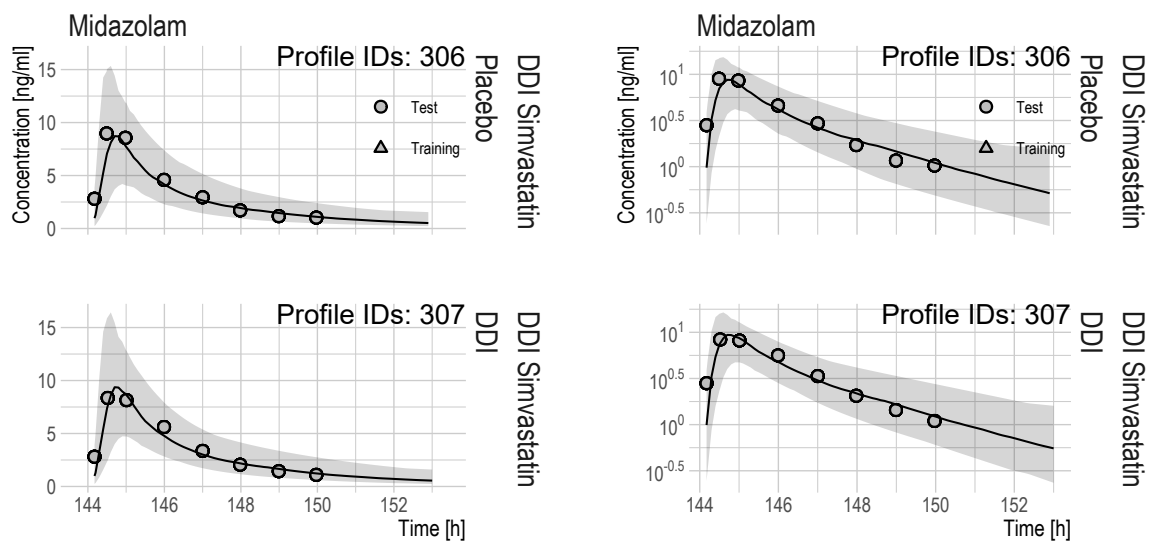 Midazolam
Concentration [ng/ml]
15
10
5
0
Profile IDs: 306
Test
Training
Placebo
DDI Simvastatin
Midazolam
Concentration [ng/ml]
10^1
10^0.5
10^0
10^-0.5
Profile IDs: 306
Test
Training
Placebo
DDI Simvastatin
15
10
5
0
Profile IDs: 307
DDI
DDI Simvastatin
144 146 148 150 152
Time [h]
10^1
10^0.5
10^0
10^-0.5
Profile IDs: 307
DDI
DDI Simvastatin
144 146 148 150 152
Time [h]